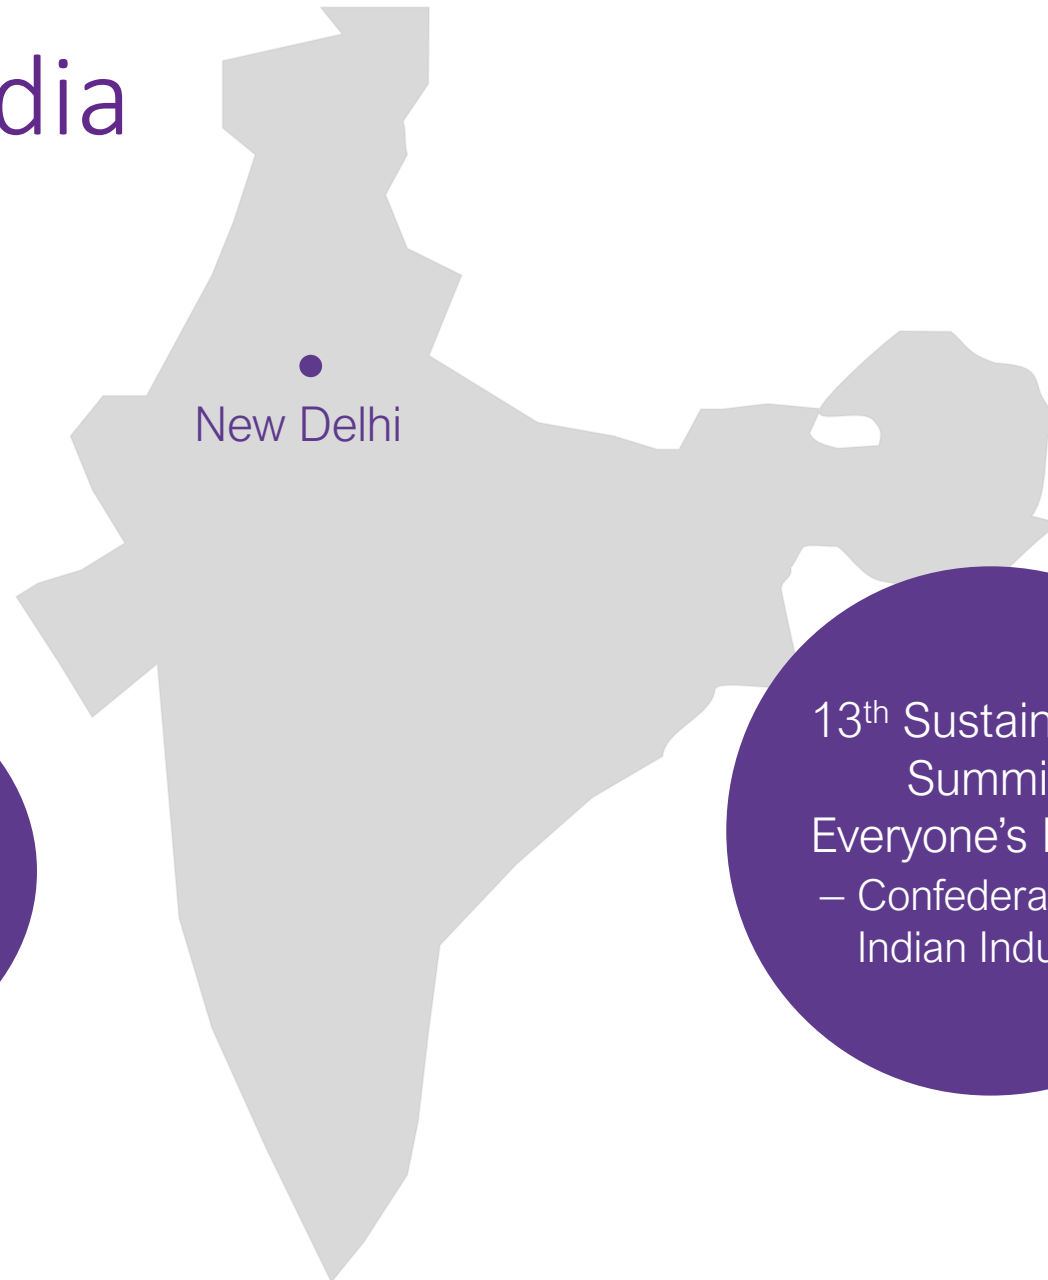 dia
New Delhi
13th Sustain
Summi
Everyone's
– Confedera
Indian Indu